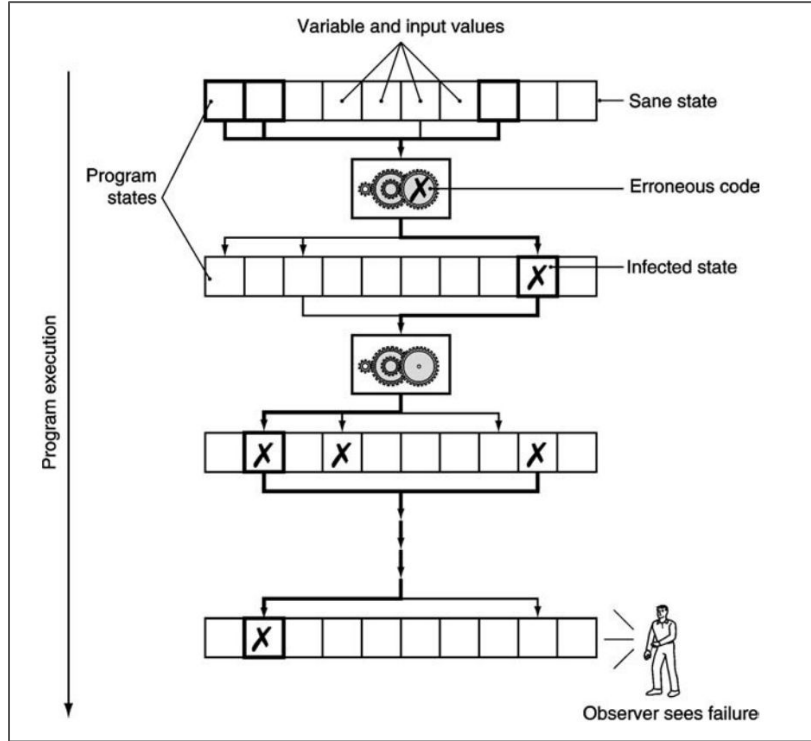 Variable and input values
Sane state
Program
states
Erroneous code
Infected state
Program execution
Observer sees failure